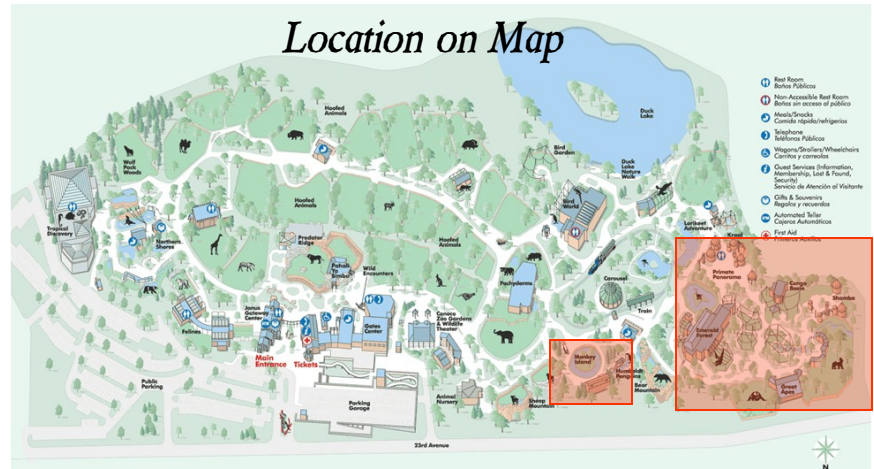 Location on Map
Rest Room
Baños Públicos
Non-Accessible Rest Room
Baños sin acceso al público
Meals/Snacks
Comida rápida/refrigerios
Telephone
Teléfonos Públicos
Wagons/Strollers/Wheelchairs
Carritos y carreolas
Guest Services (Information,
Membership, Lost & Found,
Security)
Servicio de Atención al Visitante
Gifts & Souvenirs
Regalos y recuerdos
Automated Teller
Cajeros Automáticos
First Aid
Primeros Auxilios
Hoofed
Animals
Duck
Lake
Wolf
Pack
Woods
Bird
Garden
Duck
Lake
Nature
Walk
Tropical
Discovery
Northern
Shores
Hoofed
Animals
Bird
World
Lorikeet
Adventure
Kraal
Predator
Ridge
Hoofed
Animals
Pahali
Ya
Simba
Wild
Encounters
Pachyderms
Carousel
Primate
Panorama
Congo
Basin
Shamba
Train
Felines
Janus
Gateway
Center
Gates
Center
Conoco
Zoo Gardens
& Wildlife
Theater
Emerald
Forest
Main
Entrance
Tickets
Monkey
Island
Humboldt
Penguins
Bear
Mountain
Great
Apes
Public
Parking
Parking
Garage
Animal
Nursery
Sheep
Mountain
23rd Avenue
N